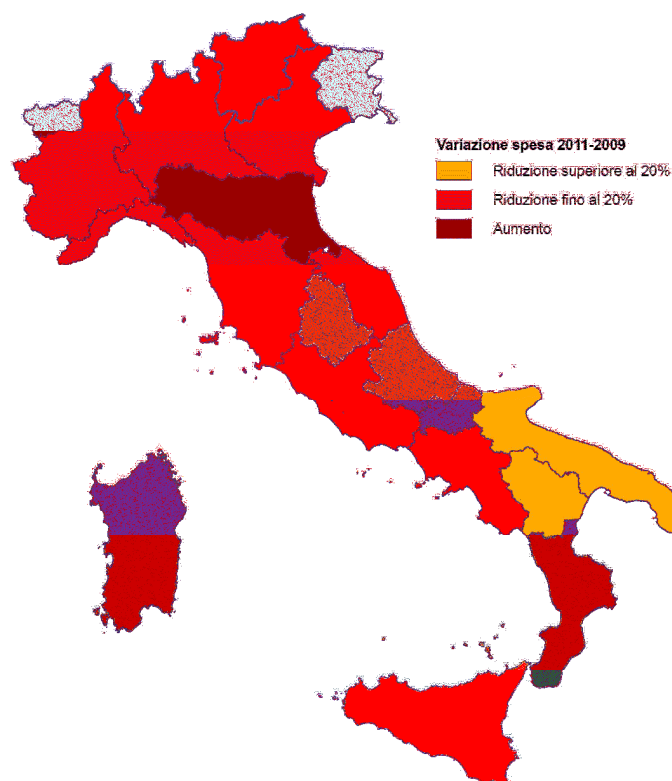 Variazione spesa 2011-2009
Riduzione superiore al 20%
Riduzione fino al 20%
Aumento